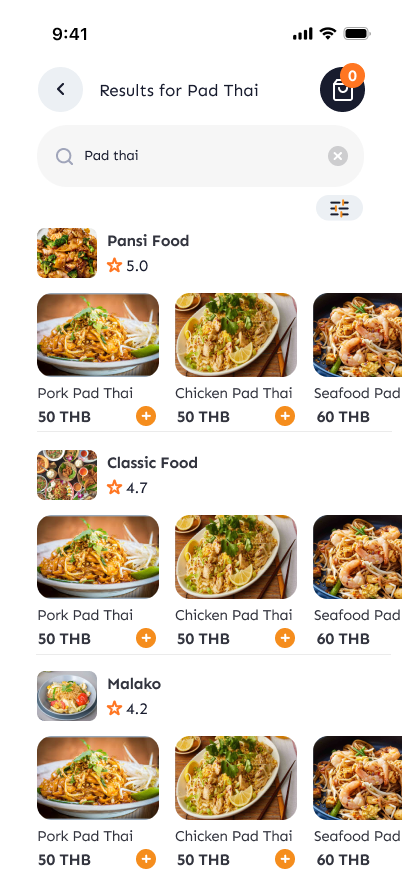 9:41
0
Results for Pad Thai
Pad thai
Pansi Food
5.0
Pork Pad Thai
Chicken Pad Thai
Seafood Pad
50 THB
50 THB
60 THB
Classic Food
4.7
Pork Pad Thai
Chicken Pad Thai
Seafood Pad
50 THB
50 THB
60 THB
Malako
4.2
Pork Pad Thai
Chicken Pad Thai
Seafood Pad
50 THB
50 THB
60 THB